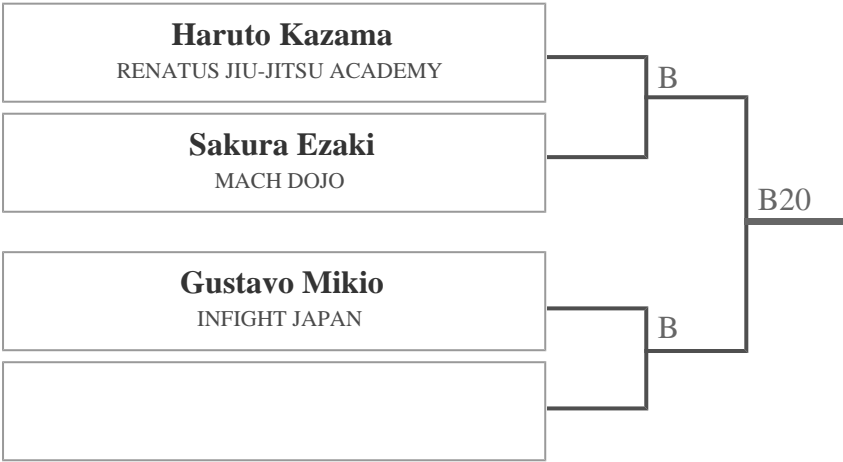 Haruto Kazama
RENATUS JIU-JITSU ACADEMY
B
Sakura Ezaki
MACH DOJO
B20
Gustavo Mikio
INFIGHT JAPAN
B